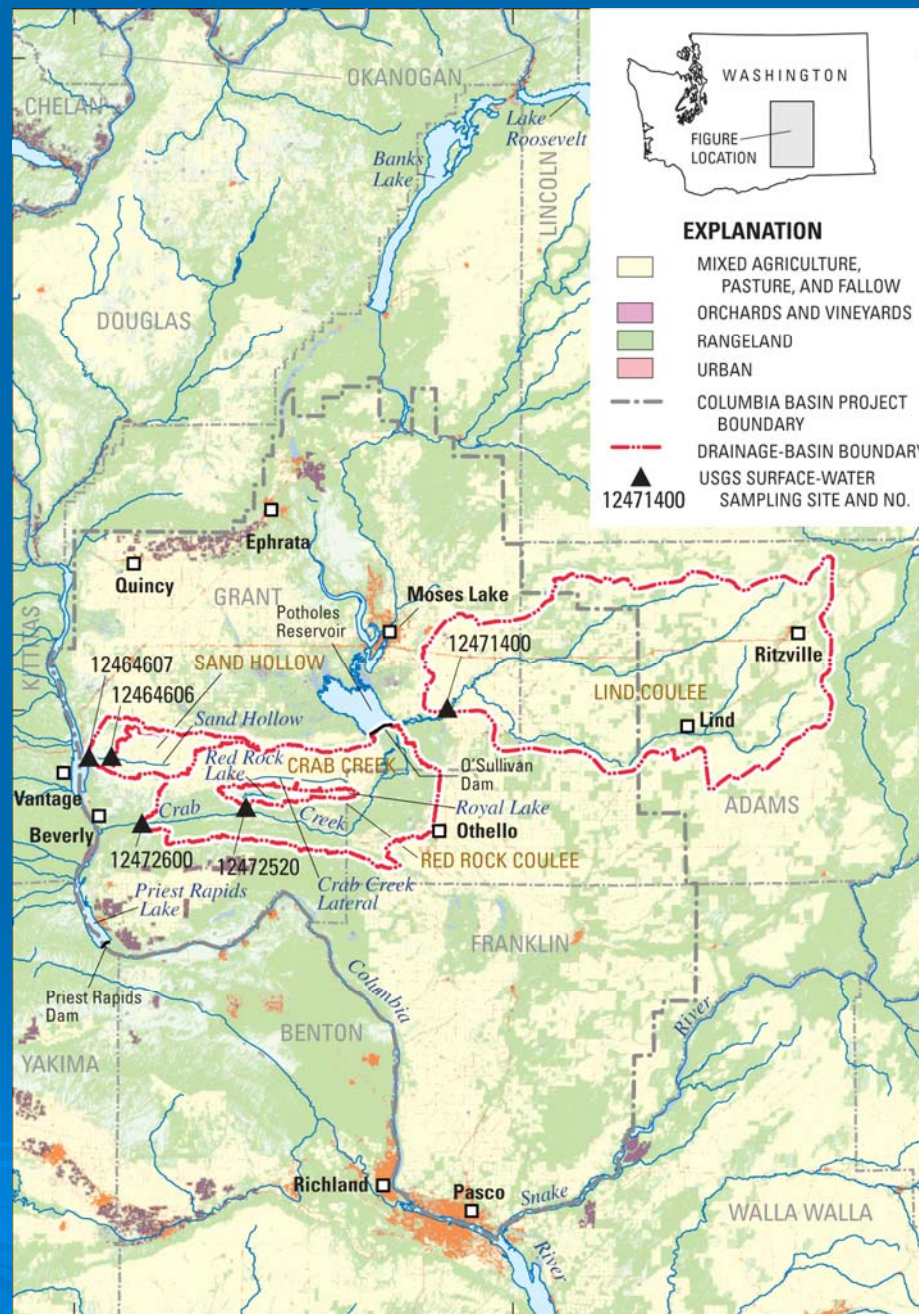 OKANOGAN
CHELAN
Lake
Roosevelt
Banks
Lake
LINCOLN
DOUGLAS
WASHINGTON
FIGURE
LOCATION
EXPLANATION
MIXED AGRICULTURE,
PASTURE, AND FALLOW
ORCHARDS AND VINEYARDS
RANGELAND
URBAN
COLUMBIA BASIN PROJECT
BOUNDARY
DRAINAGE-BASIN BOUNDARY
USGS SURFACE-WATER
12471400 SAMPLING SITE AND NO.
Ephrata
Quincy
GRANT
KITTITAS
Potholes
Reservoir
Moses Lake
12471400
Ritzville
12464607
12464606
SAND HOLLOW
Sand Hollow
LIND COULEE
Lind
Red Rock
Lake
CRAB CREEK
O'Sullivan
Dam
Vantage
Beverly
Crab
Creek
Royal Lake
Othello
ADAMS
12472600
12472520
RED ROCK COULEE
Crab Creek
Lateral
Priest Rapids
Lake
FRANKLIN
Columbia
Priest Rapids
Dam
BENTON
River
YAKIMA
Richland
Pasco
Snake
WALLA WALLA
River